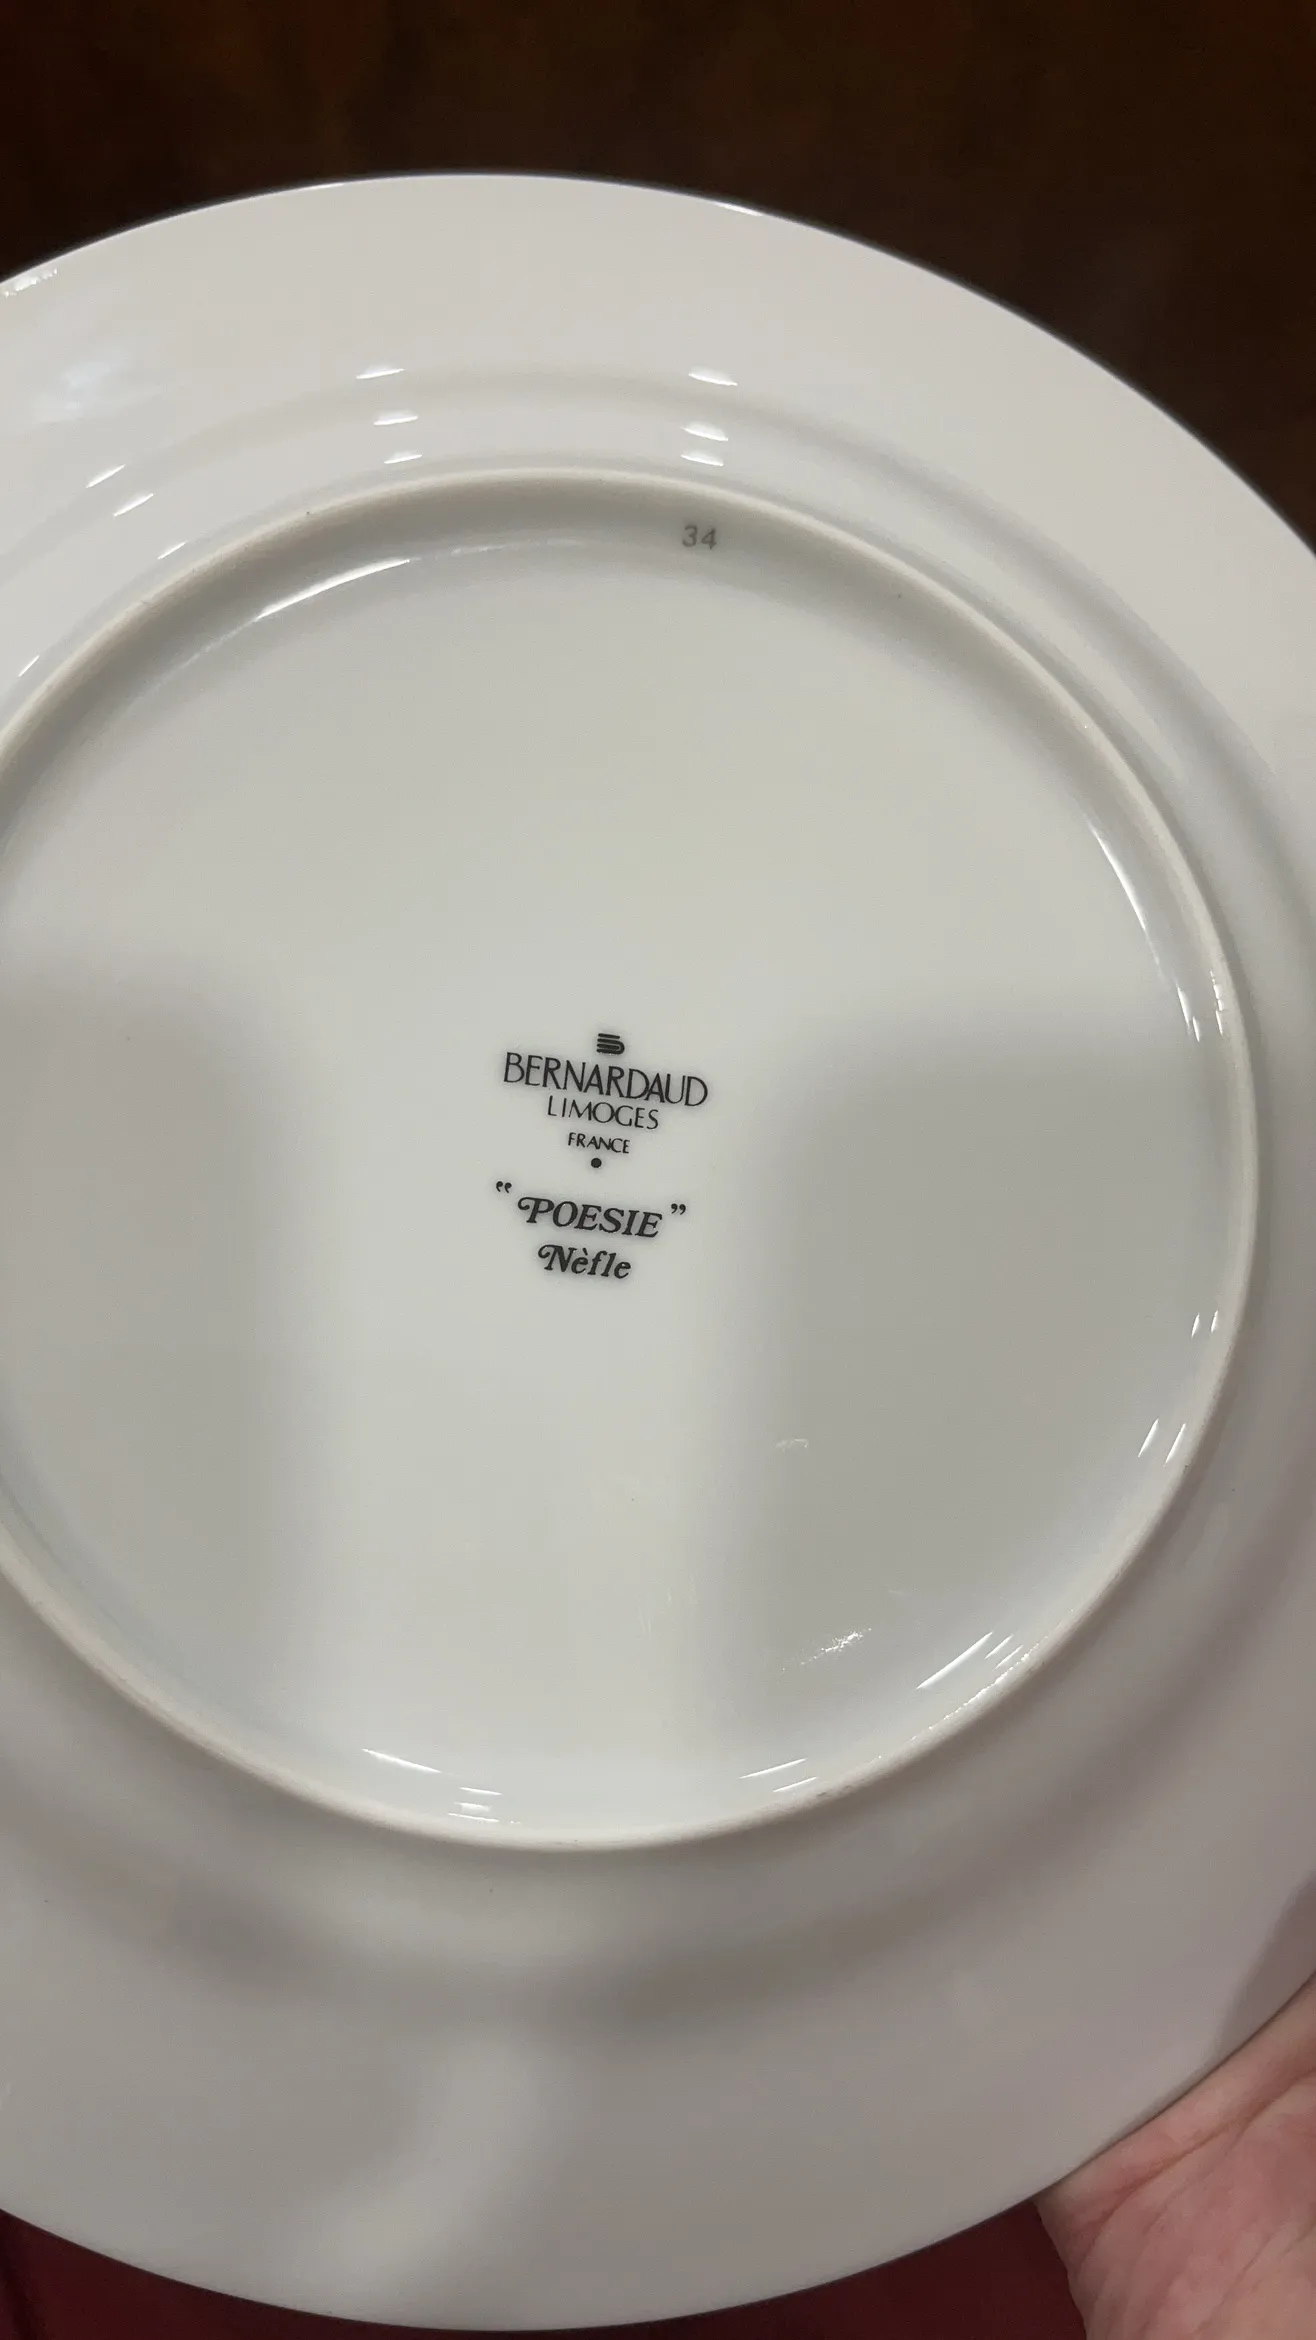 34
BERNARDAUD
LIMOGES
FRANCE
"POESIE"
Nèfle